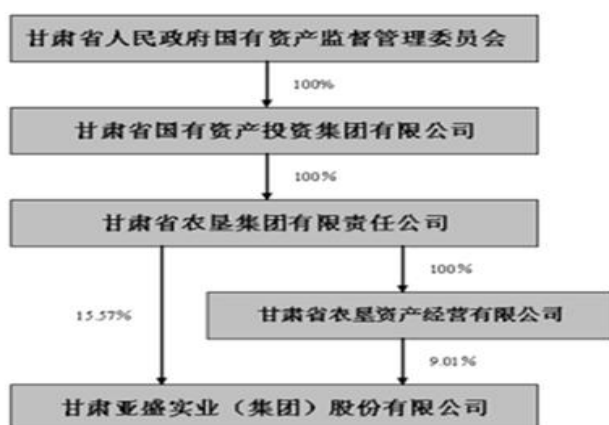 甘肃省人民政府国有资产监督管理委员会
100%
甘肃省国有资产投资集团有限公司
100%
甘肃省农垦集团有限责任公司
100%
15.57%
甘肃省农垦资产经营有限公司
9.01%
甘肃亚盛实业（集团）股份有限公司